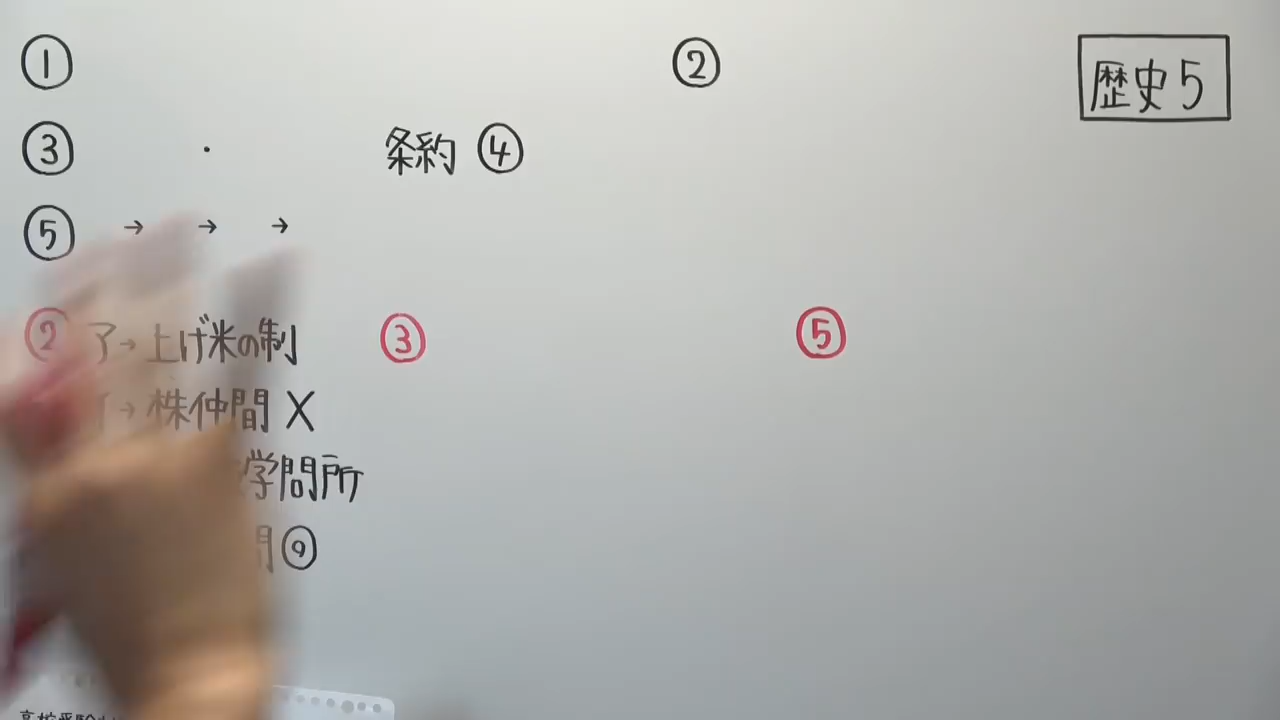 ① ② 歴史5
③ ・ 条約 ④
⑤ → → →
② ア→上げ米の制 ③ ⑤
→株仲間 X
学問所
間⑨